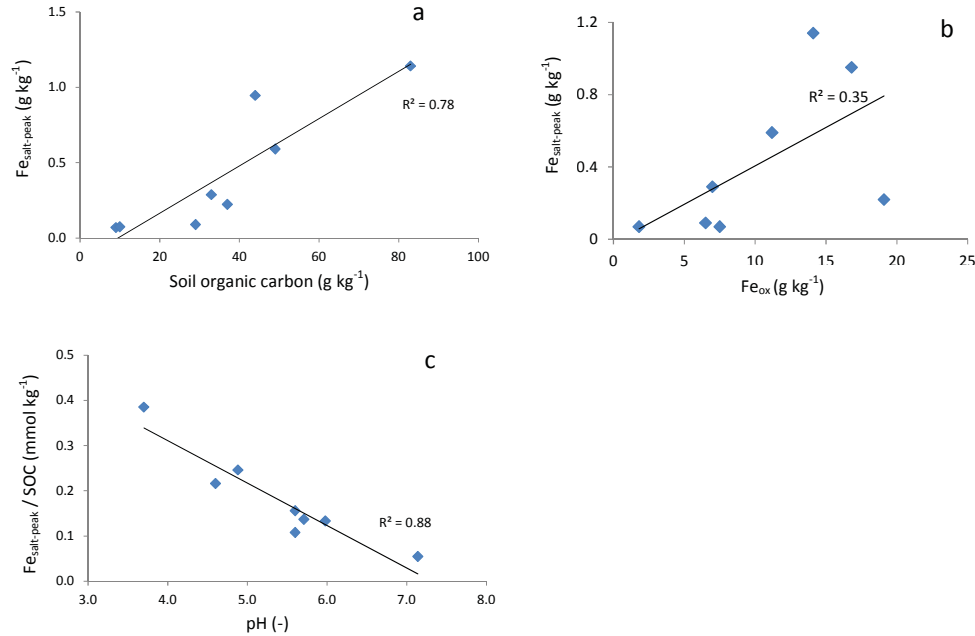 a
1.5
1.0
0.5
0.0
Fesalt-peak (g kg-1)
R² = 0.78
0 20 40 60 80 100
Soil organic carbon (g kg-1)
b
1.2
0.8
0.4
0
Fesalt-peak (g kg-1)
R² = 0.35
0 5 10 15 20 25
Feox (g kg-1)
c
0.5
0.4
0.3
0.2
0.1
0.0
Fesalt-peak / SOC (mmol kg-1)
R² = 0.88
3.0 4.0 5.0 6.0 7.0 8.0
pH (-)